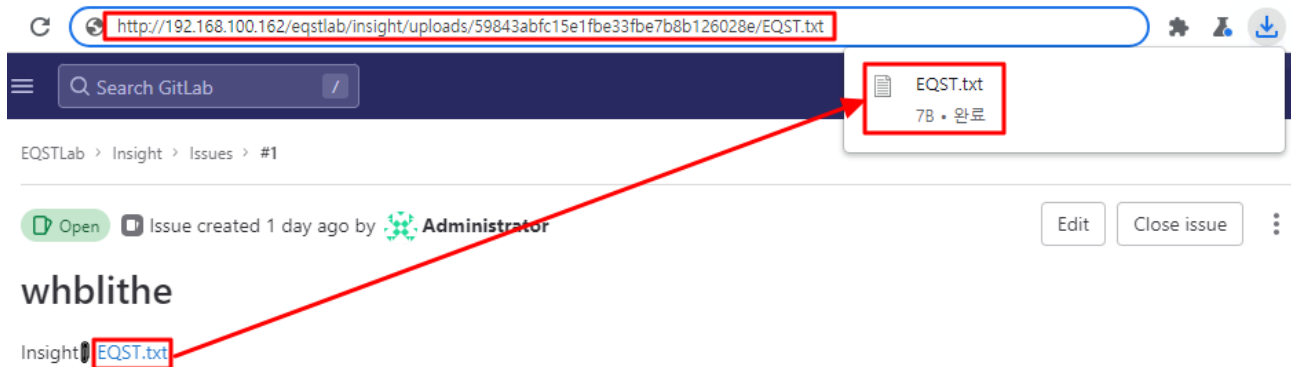 http://192.168.100.162/eqstlab/insight/uploads/59843abfc15e1fbe33fbe7b8b126028e/EQST.txt
Search GitLab /
EQST.txt
7B • 완료
EQSTLab > Insight > Issues > #1
Open Issue created 1 day ago by Administrator Edit Close issue
whblithe
Insight EQST.txt